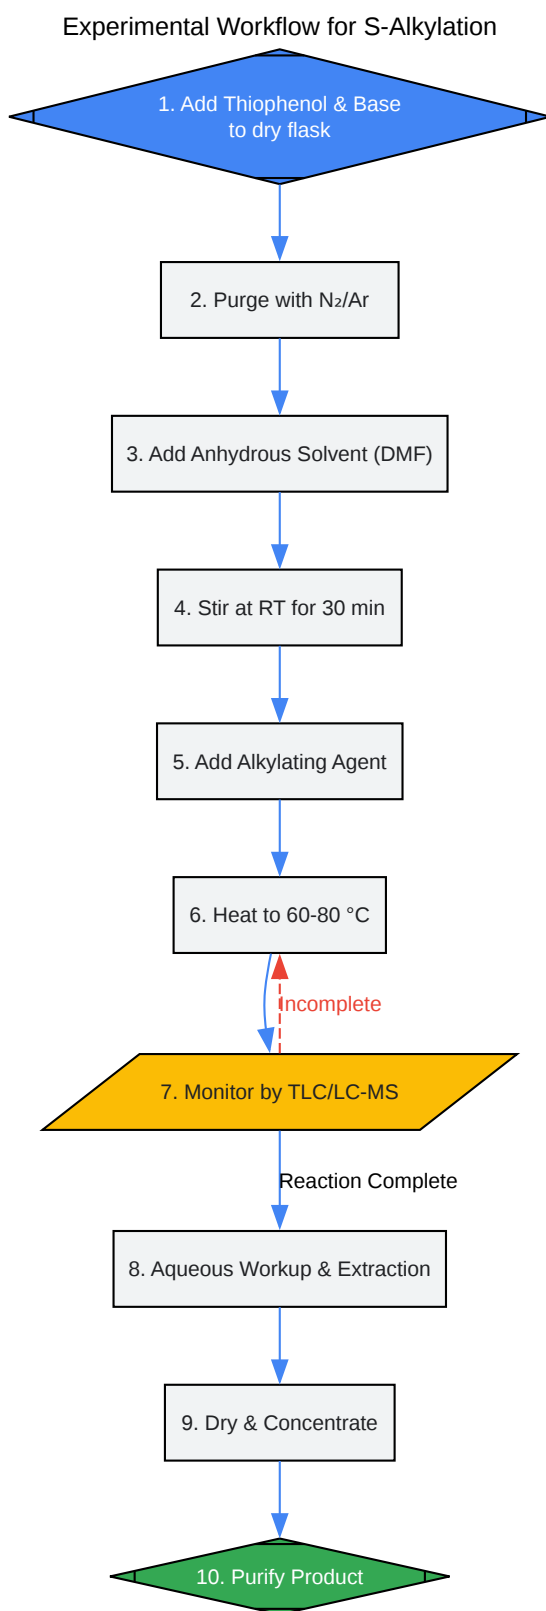 Experimental Workflow for S-Alkylation
1. Add Thiophenol & Base
to dry flask
2. Purge with N₂/Ar
3. Add Anhydrous Solvent (DMF)
4. Stir at RT for 30 min
5. Add Alkylating Agent
6. Heat to 60-80 °C
Incomplete
7. Monitor by TLC/LC-MS
Reaction Complete
8. Aqueous Workup & Extraction
9. Dry & Concentrate
10. Purify Product